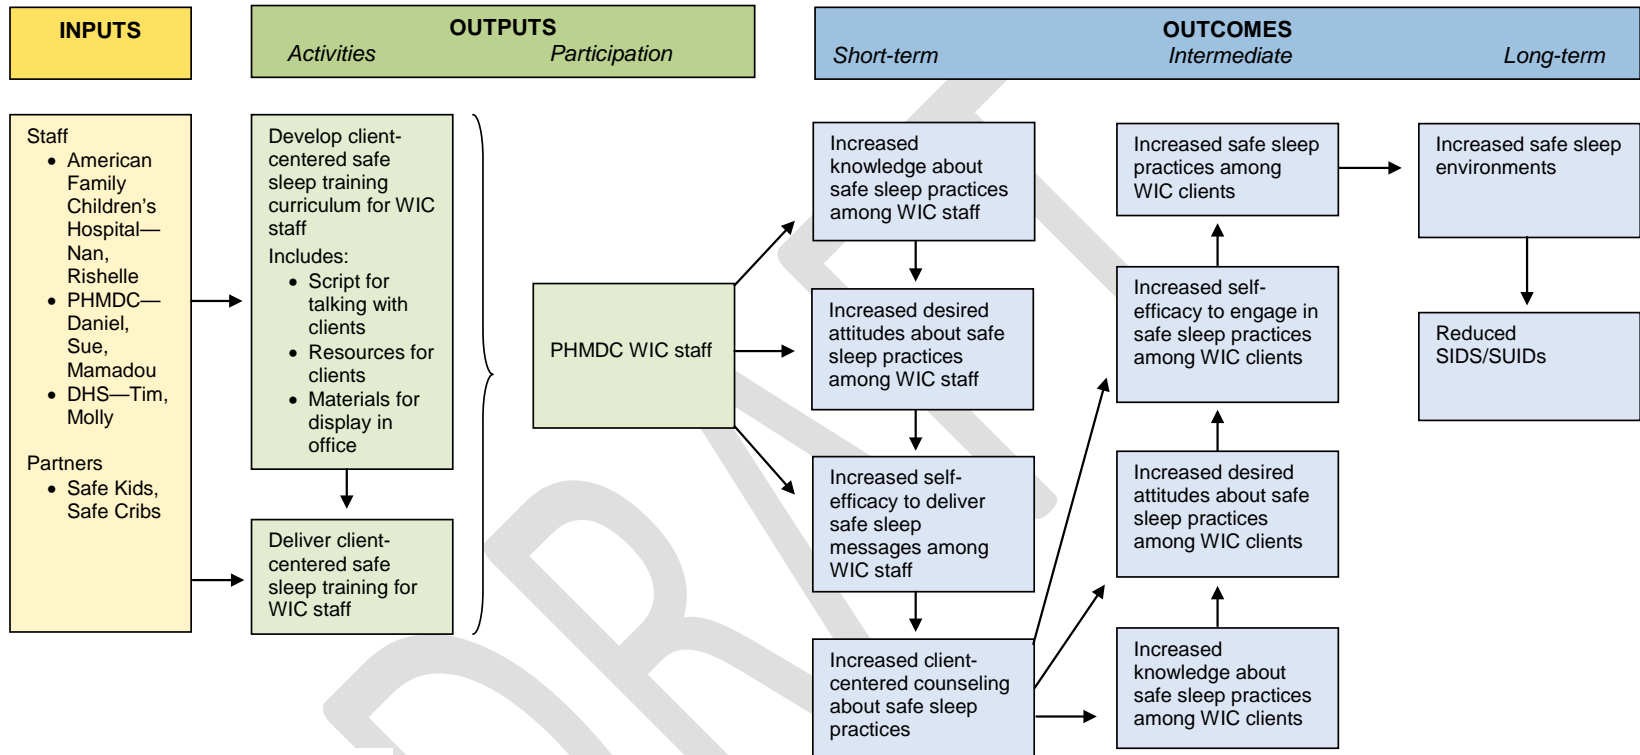 INPUTS
OUTPUTS
Activities
Participation
OUTCOMES
Short-term
Intermediate
Long-term
Staff
• American
Family
Children’s
Hospital—
Nan,
Rishelle
• PHMDC—
Daniel,
Sue,
Mamadou
• DHS—Tim,
Molly
Partners
• Safe Kids,
Safe Cribs
Develop client-
centered safe
sleep training
curriculum for WIC
staff
Includes:
• Script for
talking with
clients
• Resources for
clients
• Materials for
display in
office
Deliver client-
centered safe
sleep training for
WIC staff
PHMDC WIC staff
Increased
knowledge about
safe sleep practices
among WIC staff
Increased desired
attitudes about safe
sleep practices
among WIC staff
Increased self-
efficacy to deliver
safe sleep
messages among
WIC staff
Increased client-
centered counseling
about safe sleep
practices
Increased safe sleep
practices among
WIC clients
Increased self-
efficacy to engage in
safe sleep practices
among WIC clients
Increased desired
attitudes about safe
sleep practices
among WIC clients
Increased
knowledge about
safe sleep practices
among WIC clients
Increased safe sleep
environments
Reduced
SIDS/SUIDs
DRAFT